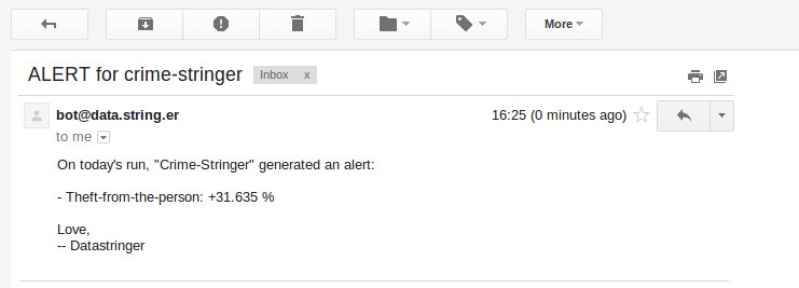 More
ALERT for crime-stringer Inbox x
bot@data.string.er 16:25 (0 minutes ago)
to me
On today's run, "Crime-Stringer" generated an alert:
- Theft-from-the-person: +31.635 %
Love,
-- Datastringer